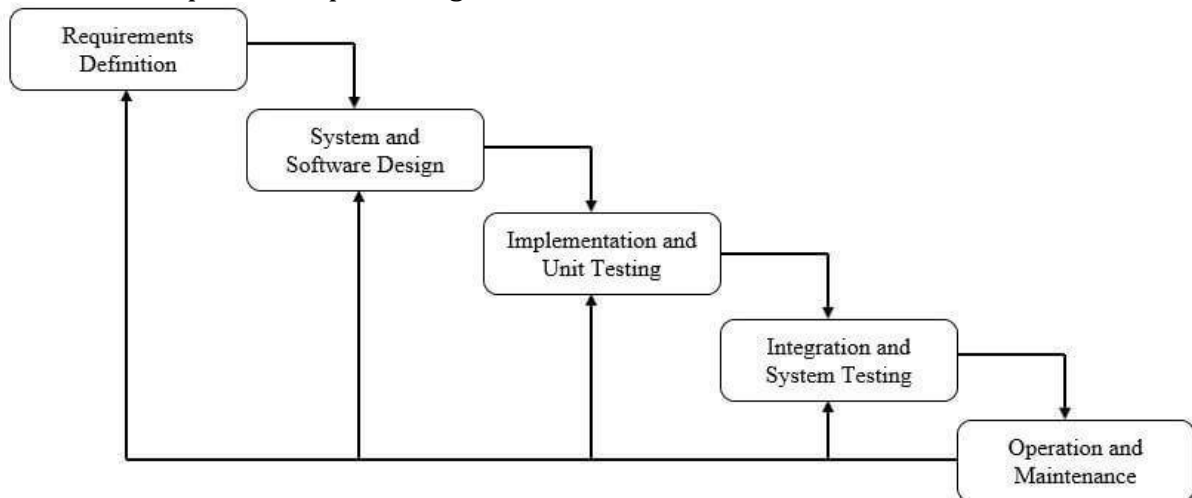 Requirements
Definition
System and
Software Design
Implementation and
Unit Testing
Integration and
System Testing
Operation and
Maintenance